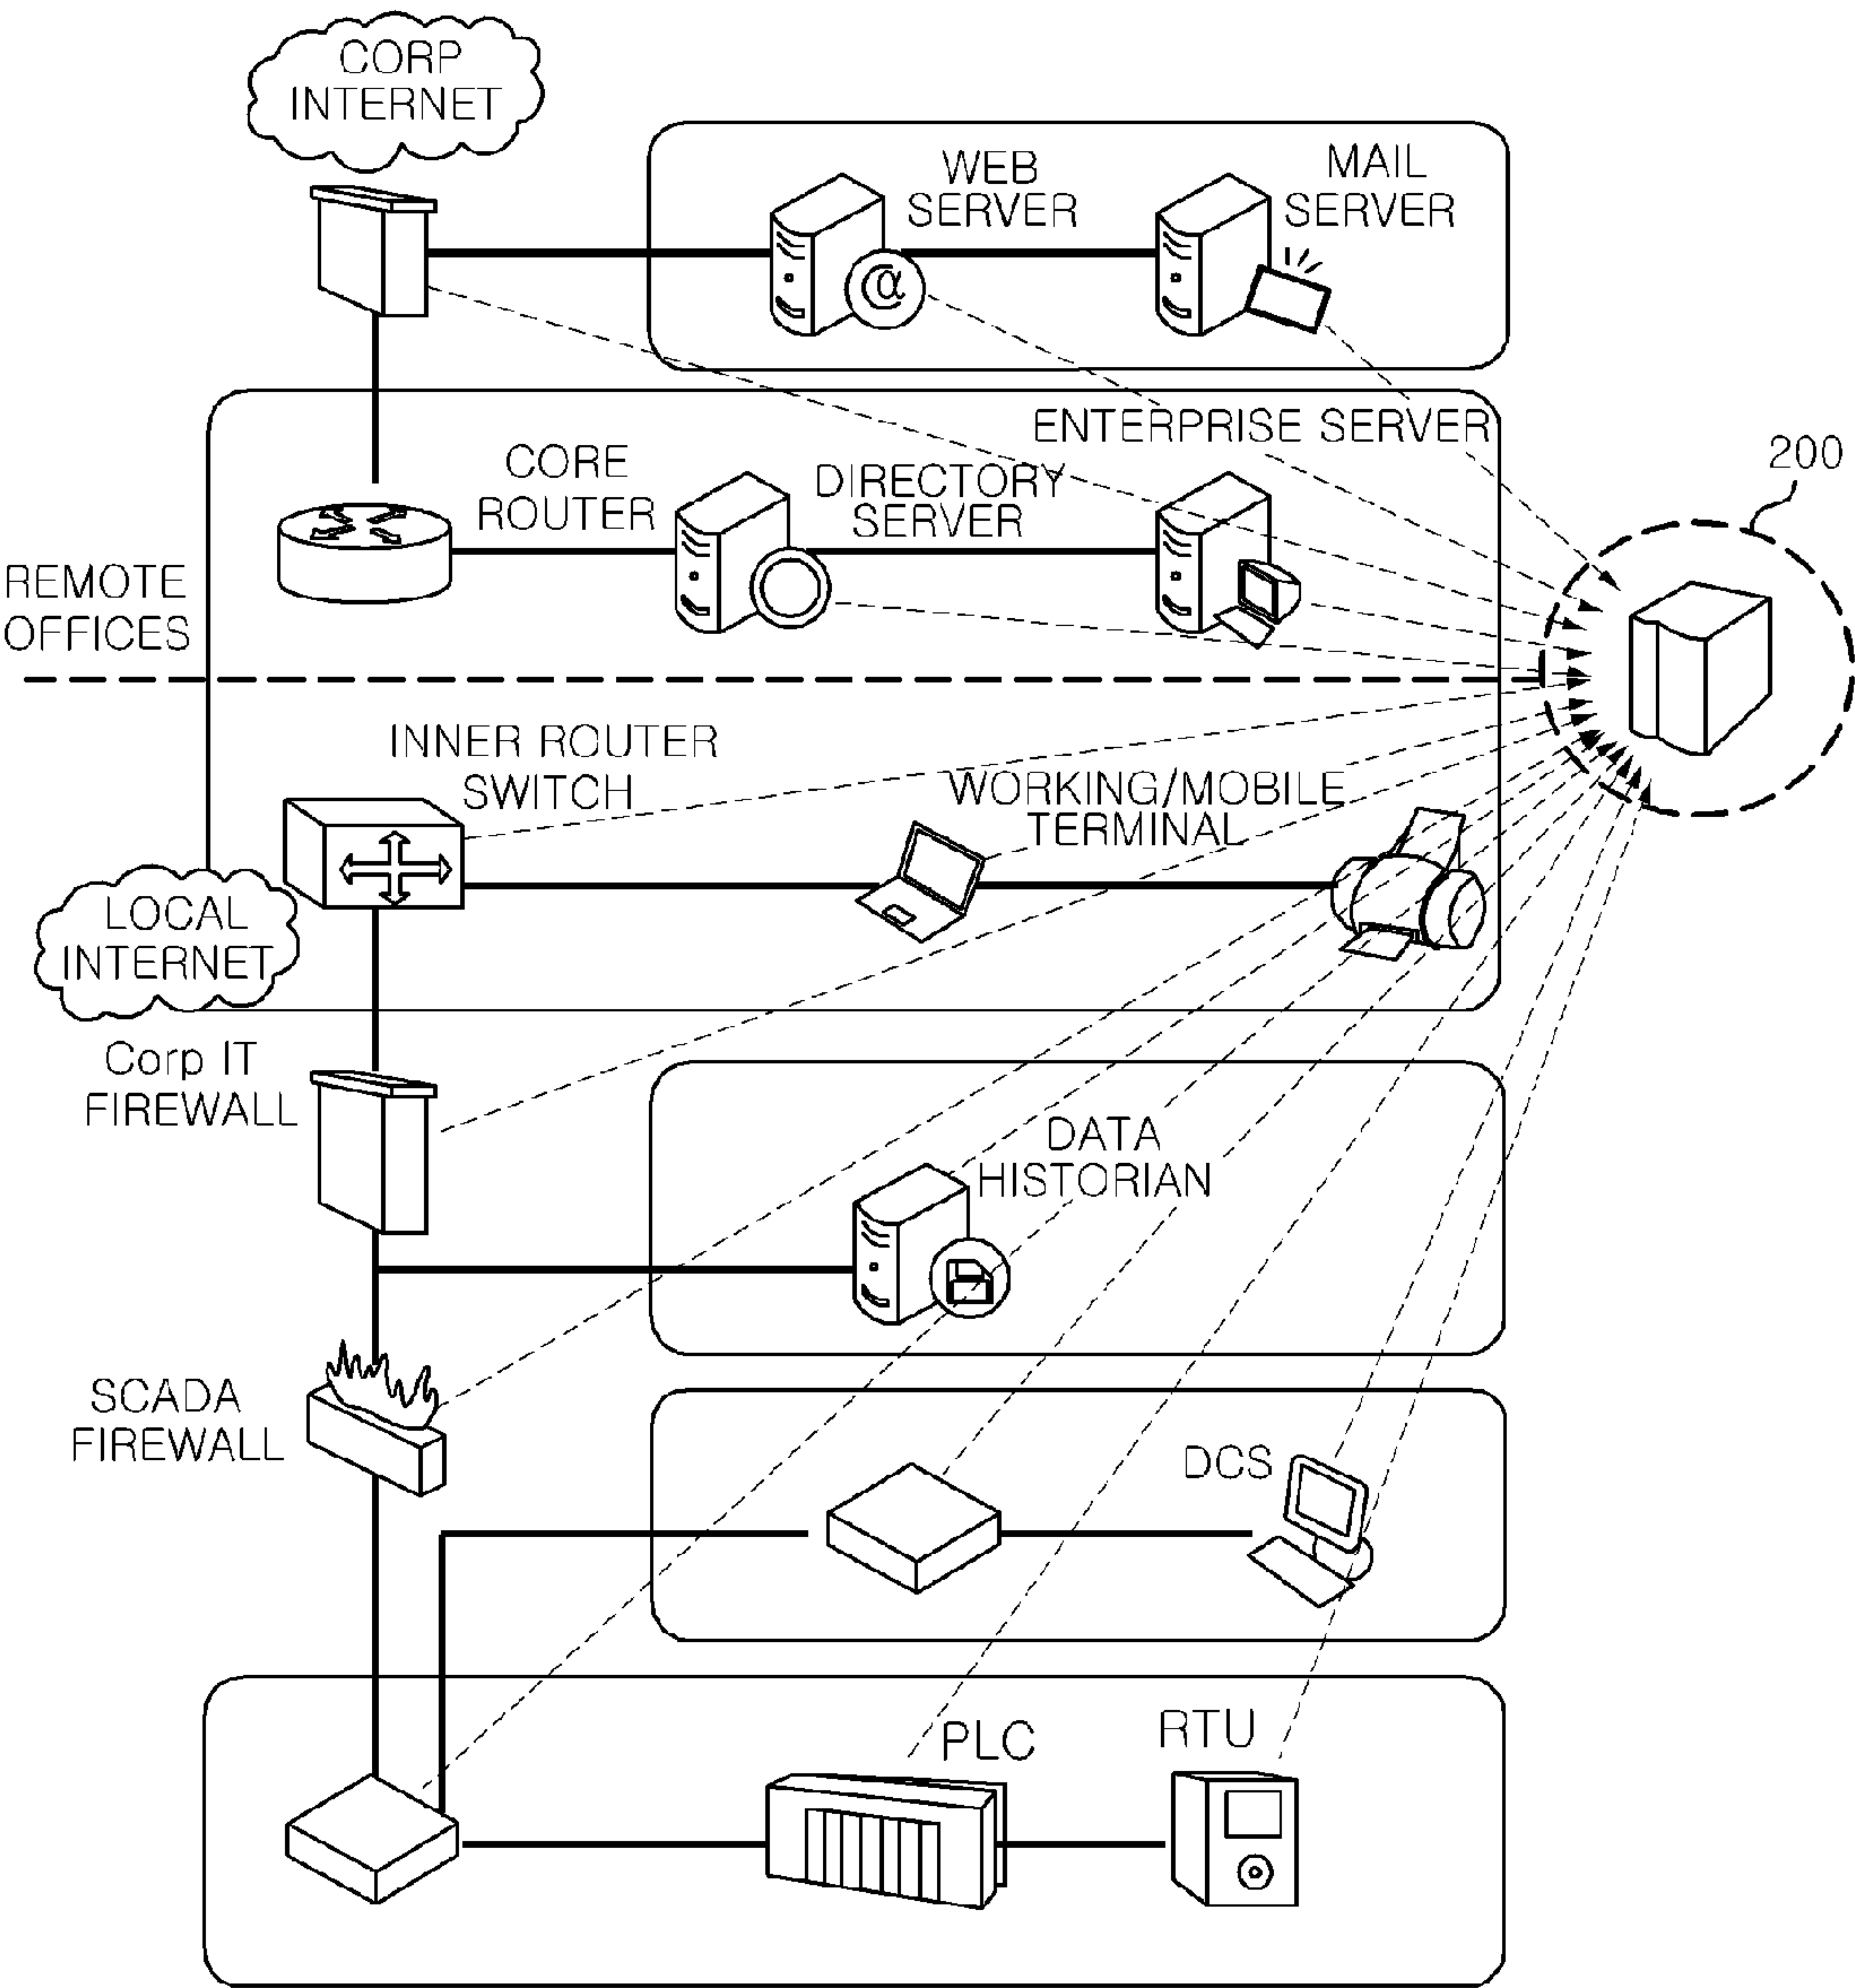 CORP
INTERNET
WEB
SERVER
MAIL
SERVER
@
ENTERPRISE SERVER
200
CORE
ROUTER
DIRECTORY
SERVER
REMOTE
OFFICES
INNER ROUTER
SWITCH
WORKING/MOBILE
TERMINAL
LOCAL
INTERNET
Corp IT
FIREWALL
DATA
HISTORIAN
SCADA
FIREWALL
DCS
PLC
RTU